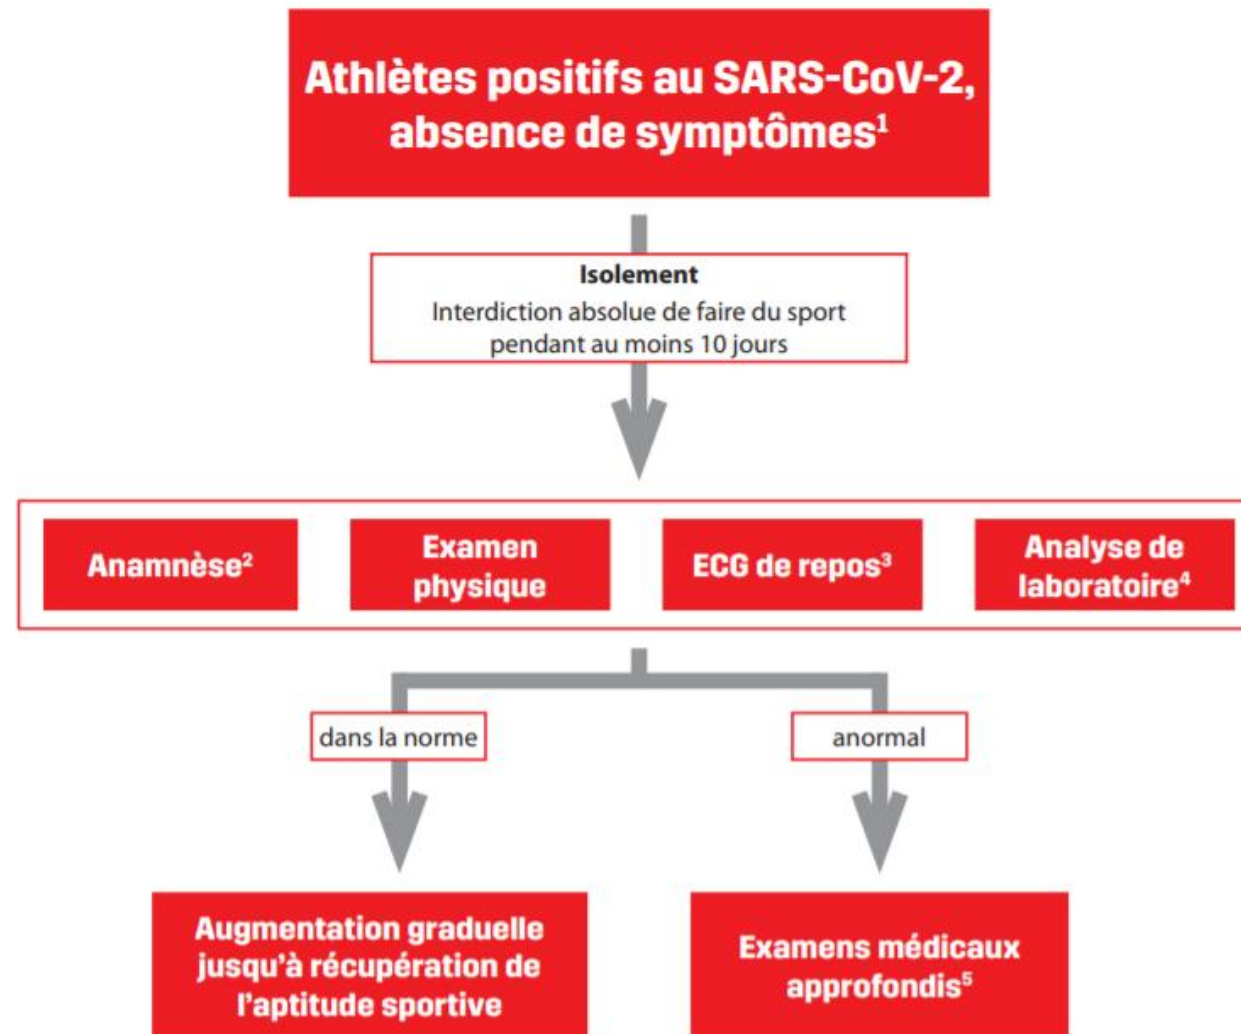 Athlètes positifs au SARS-CoV-2,
absence de symptômes¹
Isolement
Interdiction absolue de faire du sport
pendant au moins 10 jours
Anamnèse²
Examen
physique
ECG de repos³
Analyse de
laboratoire⁴
dans la norme
anormal
Augmentation graduelle
jusqu'à récupération de
l'aptitude sportive
Examens médicaux
approfondis⁵